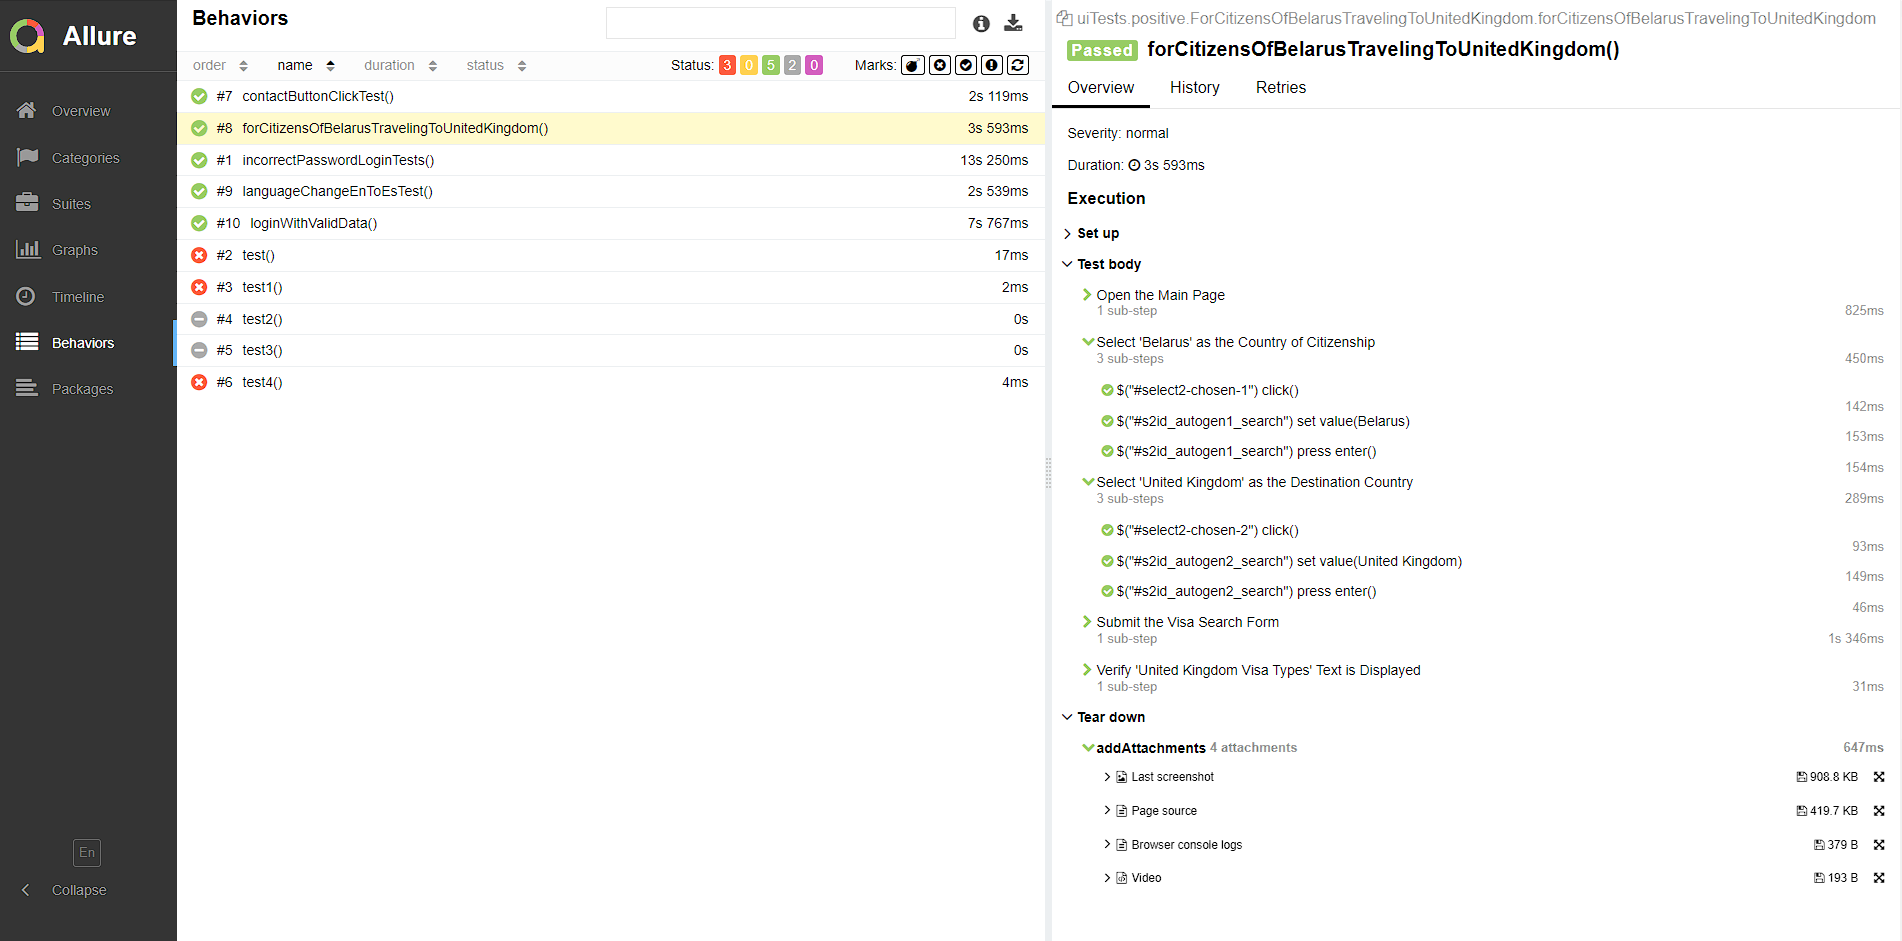 Allure
Overview
Categories
Suites
Graphs
Timeline
Behaviors
Packages
En
Collapse
Behaviors
order name duration status Status: 3 0 5 2 0 Marks:
#7 contactButtonClickTest() 2s 119ms
#8 forCitizensOfBelarusTravelingToUnitedKingdom() 3s 593ms
#1 incorrectPasswordLoginTests() 13s 250ms
#9 languageChangeEnToEsTest() 2s 539ms
#10 loginWithValidData() 7s 767ms
#2 test() 17ms
#3 test1() 2ms
#4 test2() 0s
#5 test3() 0s
#6 test4() 4ms
uiTests.positive.ForCitizensOfBelarusTravelingToUnitedKingdom.forCitizensOfBelarusTravelingToUnitedKingdom
Passed forCitizensOfBelarusTravelingToUnitedKingdom()
Overview History Retries
Severity: normal
Duration: 3s 593ms
Execution
Set up
Test body
Open the Main Page
1 sub-step 825ms
Select 'Belarus' as the Country of Citizenship
3 sub-steps 450ms
$("#select2-chosen-1") click()
142ms
$("#s2id_autogen1_search") set value(Belarus)
153ms
$("#s2id_autogen1_search") press enter()
154ms
Select 'United Kingdom' as the Destination Country
3 sub-steps 289ms
$("#select2-chosen-2") click()
93ms
$("#s2id_autogen2_search") set value(United Kingdom)
149ms
$("#s2id_autogen2_search") press enter()
46ms
Submit the Visa Search Form
1 sub-step 1s 346ms
Verify 'United Kingdom Visa Types' Text is Displayed
1 sub-step 31ms
Tear down
addAttachments 4 attachments 647ms
Last screenshot 908.8 KB
Page source 419.7 KB
Browser console logs 379 B
Video 193 B